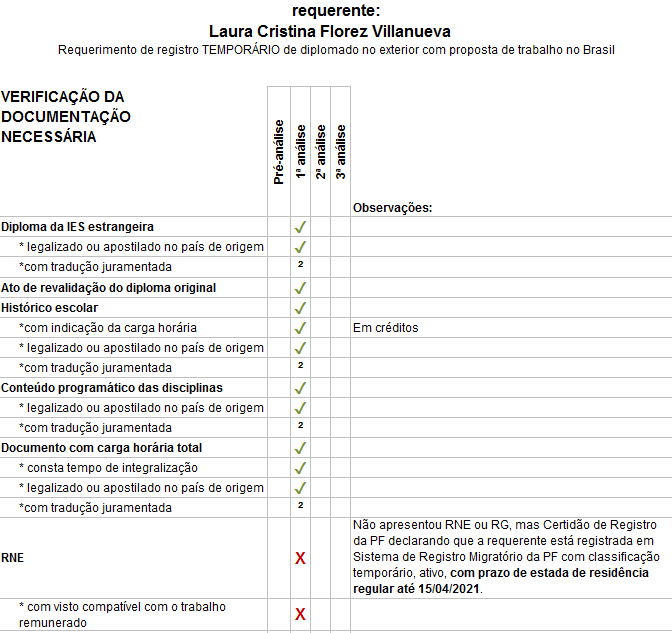 requerente:
Laura Cristina Florez Villanueva
Requerimento de registro TEMPORÁRIO de diplomado no exterior com proposta de trabalho no Brasil
VERIFICAÇÃO DA
DOCUMENTAÇÃO
NECESSÁRIA
Pré-análise
1ª análise
2ª análise
3ª análise
Observações:
Diploma da IES estrangeira ✓
* legalizado ou apostilado no país de origem ✓
*com tradução juramentada ²
Ato de revalidação do diploma original ✓
Histórico escolar ✓
*com indicação da carga horária ✓ Em créditos
* legalizado ou apostilado no país de origem ✓
*com tradução juramentada ²
Conteúdo programático das disciplinas ✓
* legalizado ou apostilado no país de origem ✓
*com tradução juramentada ²
Documento com carga horária total ✓
* consta tempo de integralização ✓
* legalizado ou apostilado no país de origem ✓
*com tradução juramentada ²
RNE X
Não apresentou RNE ou RG, mas Certidão de Registro
da PF declarando que a requerente está registrada em
Sistema de Registro Migratório da PF com classificação
temporário, ativo, com prazo de estada de residência
regular até 15/04/2021.
* com visto compatível com o trabalho
remunerado X